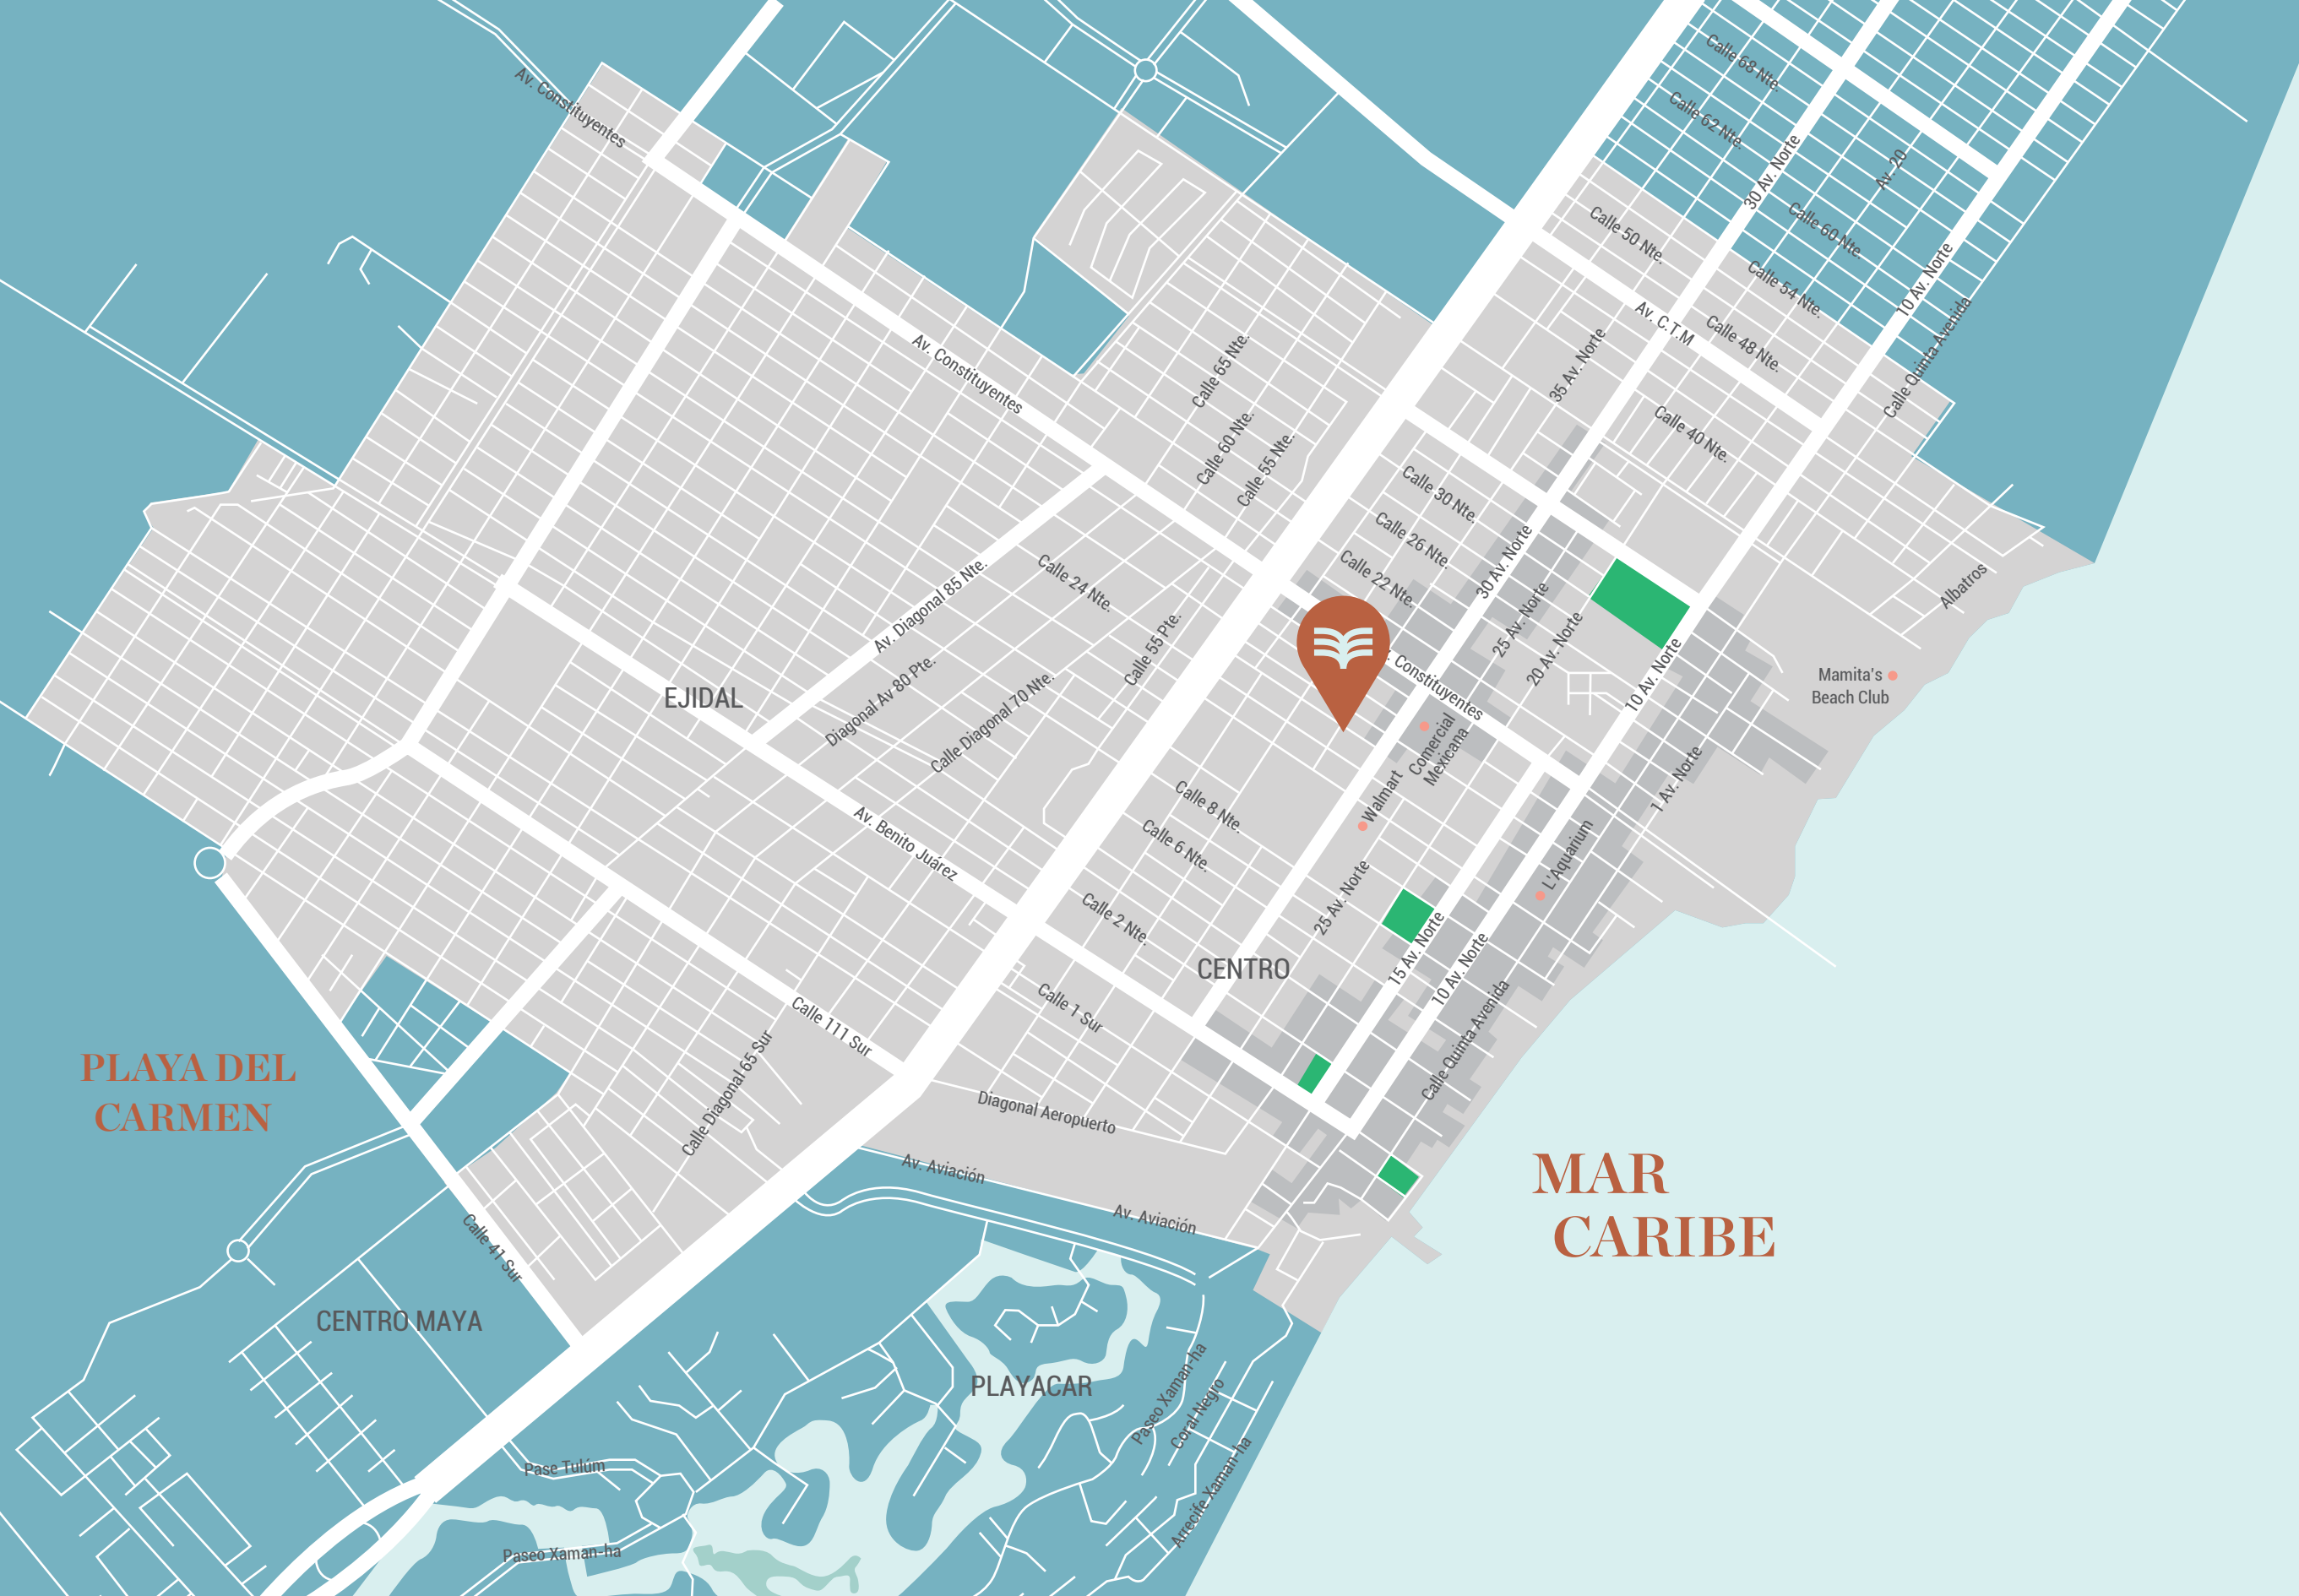 Calle 68 Nte.
Av. Constituyentes
Calle 62 Nte.
30 Av. Norte
Av. 20
Calle 50 Nte.
Calle 60 Nte.
10 Av. Norte
Calle 54 Nte.
Av. C.T.M
Calle 48 Nte.
Calle Quinta Avenida
Av. Constituyentes
Calle 65 Nte.
35 Av. Norte
Calle 40 Nte.
Calle 60 Nte.
Calle 55 Nte.
Calle 30 Nte.
Calle 26 Nte.
Calle 22 Nte.
30 Av. Norte
Av. Diagonal 85 Nte.
Calle 24 Nte.
Calle 55 Pte.
25 Av. Norte
20 Av. Norte
Albatros
. Constituyentes
10 Av. Norte
Mamita's
Beach Club
EJIDAL
Diagonal Av 80 Pte.
Calle Diagonal 70 Nte.
Comercial
Mexicana
Walmart
1 Av. Norte
Calle 8 Nte.
Calle 6 Nte.
Av. Benito Juárez
L'Aquarium
25 Av. Norte
Calle 2 Nte.
15 Av. Norte
10 Av. Norte
CENTRO
Calle 1 Sur
Calle 111 Sur
Calle Quinta Avenida
Calle Diagonal 65 Sur
PLAYA DEL
CARMEN
Diagonal Aeropuerto
Av. Aviación
Av. Aviación
MAR
CARIBE
Calle 41 Sur
CENTRO MAYA
PLAYACAR
Paseo Xaman-ha
Coral Negro
Arrecife Xaman-ha
Pase Tulúm
Paseo Xaman-ha